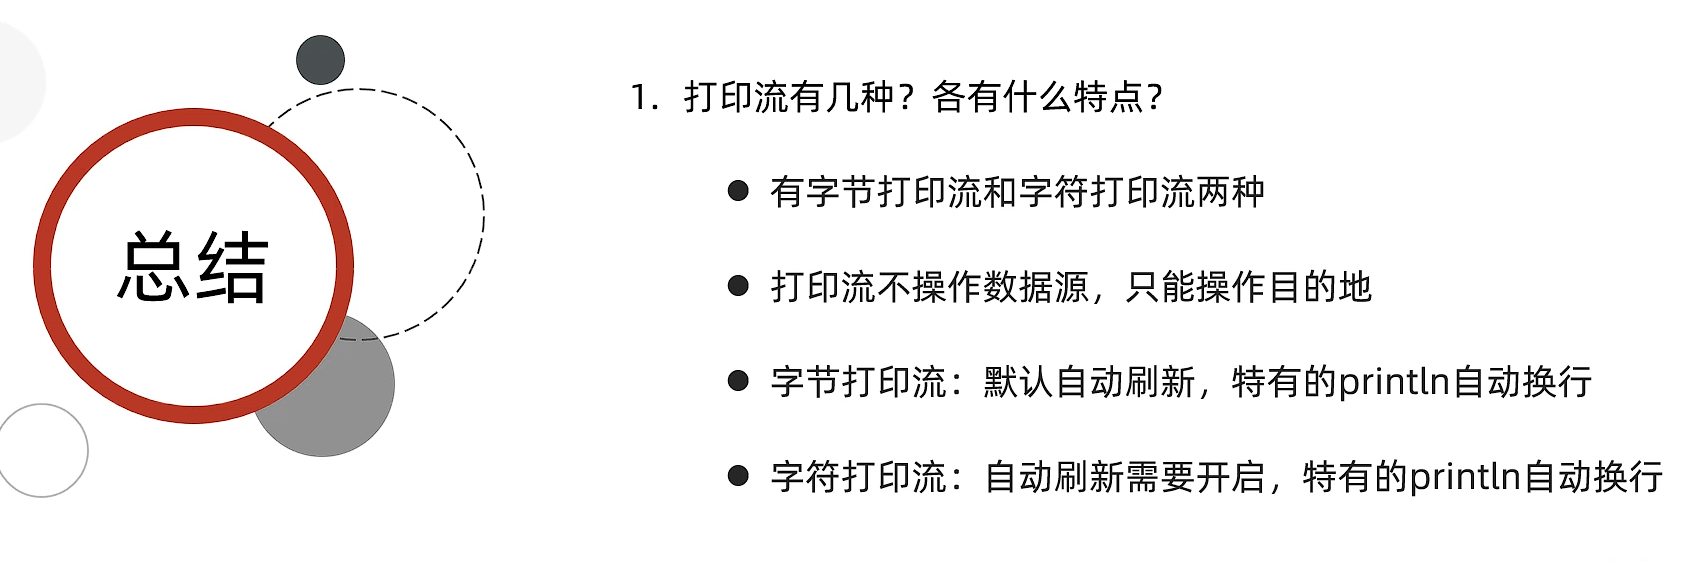 总结
1. 打印流有几种？各有什么特点？
● 有字节打印流和字符打印流两种
● 打印流不操作数据源，只能操作目的地
● 字节打印流：默认自动刷新，特有的println自动换行
● 字符打印流：自动刷新需要开启，特有的println自动换行